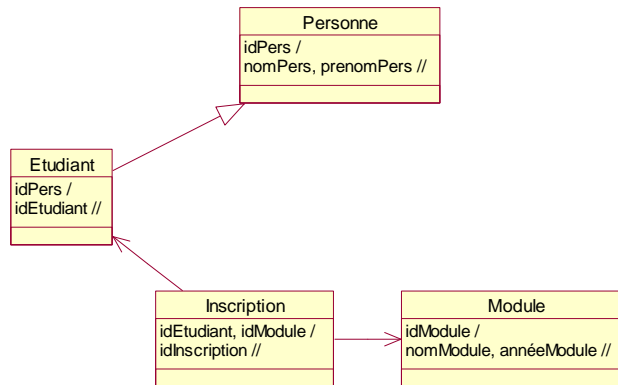 Personne
idPers /
nomPers, prenomPers //
Etudiant
idPers /
idEtudiant //
Inscription
idEtudiant, idModule /
idInscription //
Module
idModule /
nomModule, annéeModule //